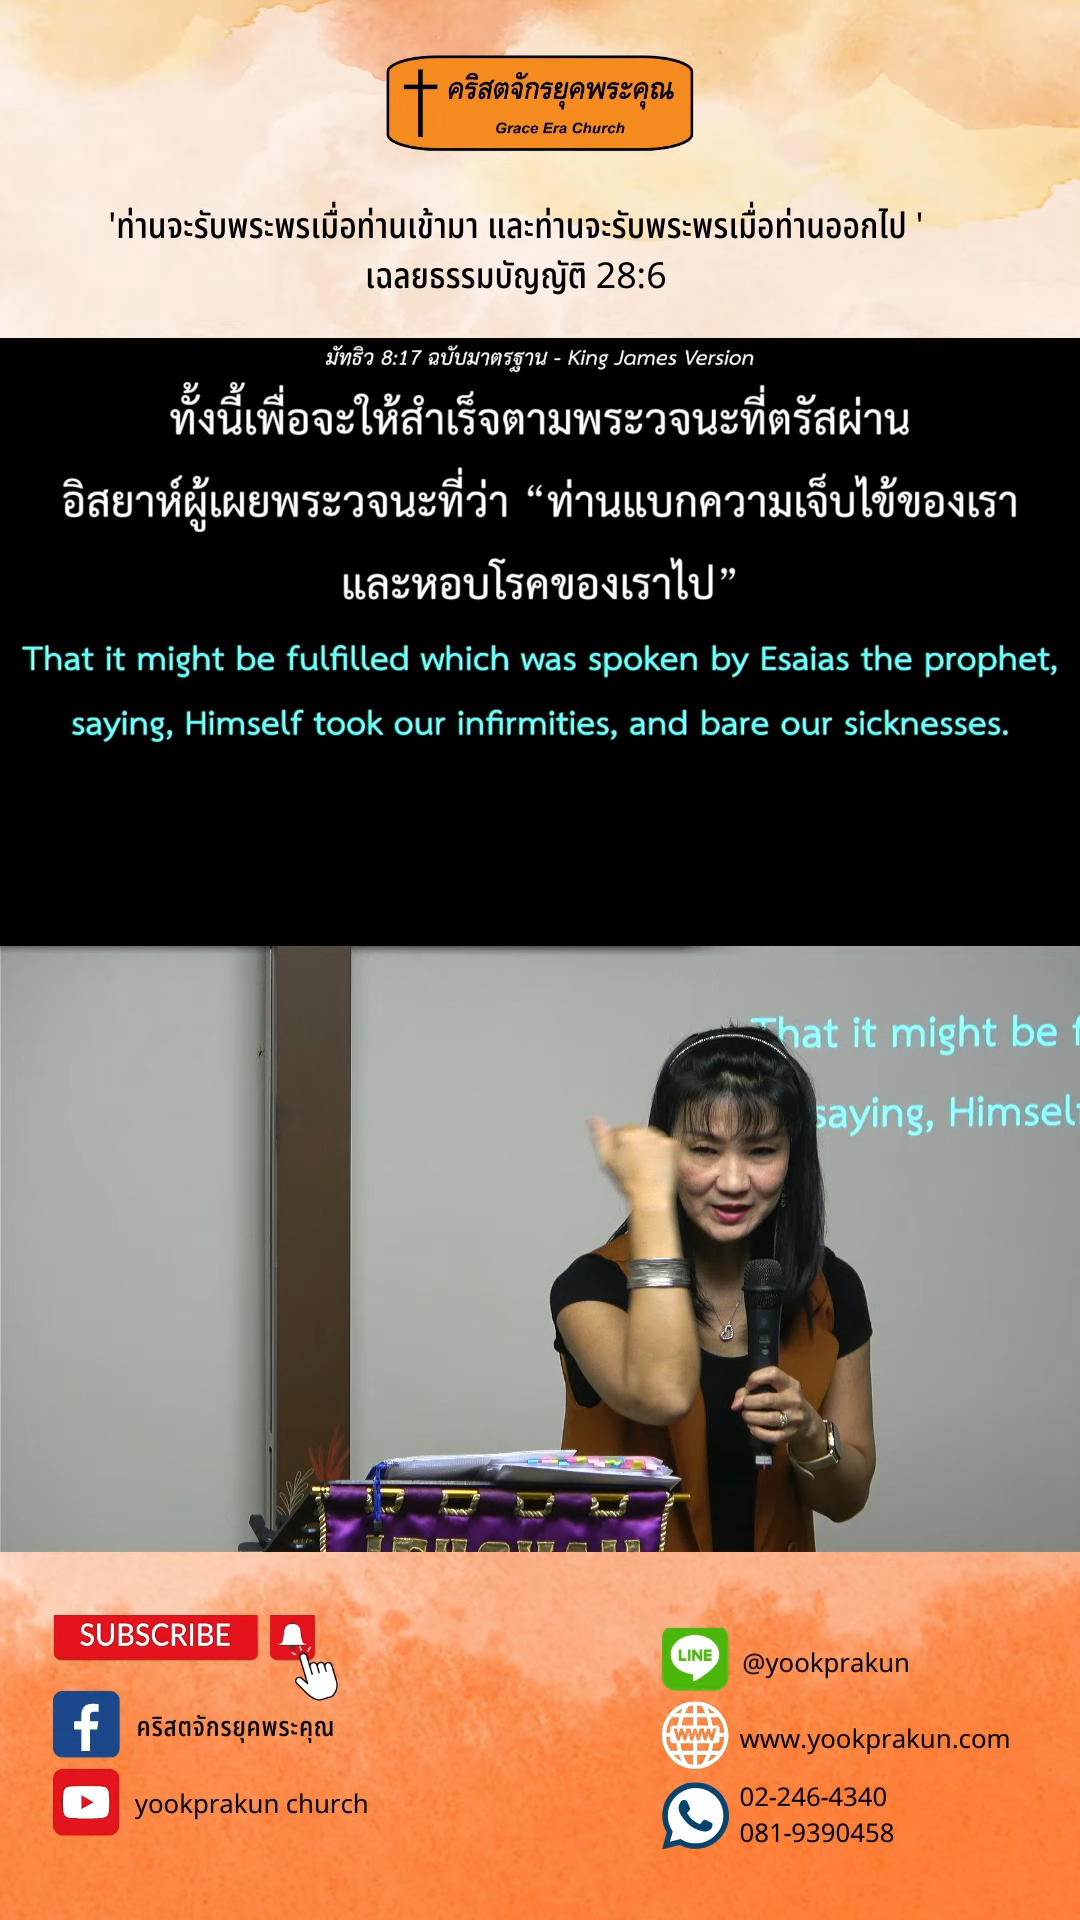 คริสตจักรยุคพระคุณ
Grace Era Church
'ท่านจะรับพระพรเมื่อท่านเข้ามา และท่านจะรับพระพรเมื่อท่านออกไป '
เฉลยธรรมบัญญัติ 28:6
มัทธิว 8:17 ฉบับมาตรฐาน - King James Version
ทั้งนี้เพื่อจะให้สำเร็จตามพระวจนะที่ตรัสผ่าน
อิสยาห์ผู้เผยพระวจนะที่ว่า “ท่านแบกความเจ็บไข้ของเรา
และหอบโรคของเราไป”
That it might be fulfilled which was spoken by Esaias the prophet,
saying, Himself took our infirmities, and bare our sicknesses.
That it might be f
saying, Himself
SUBSCRIBE
คริสตจักรยุคพระคุณ
yookprakun church
LINE
@yookprakun
WWW
www.yookprakun.com
02-246-4340
081-9390458